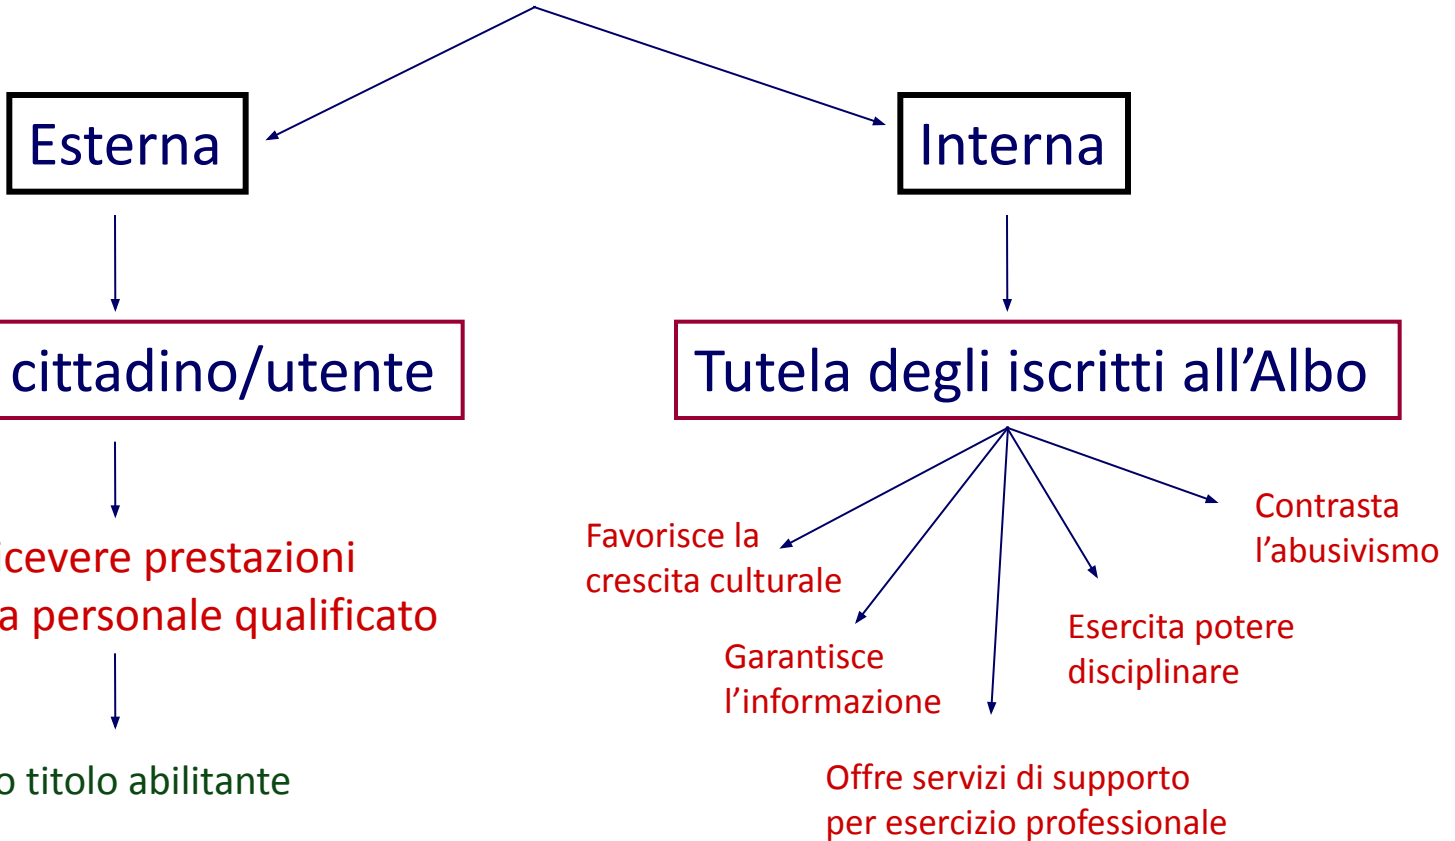 Esterna
Interna
cittadino/utente
Tutela degli iscritti all’Albo
icevere prestazioni
a personale qualificato
o titolo abilitante
Favorisce la
crescita culturale
Garantisce
l’informazione
Offre servizi di supporto
per esercizio professionale
Esercita potere
disciplinare
Contrasta
l’abusivismo